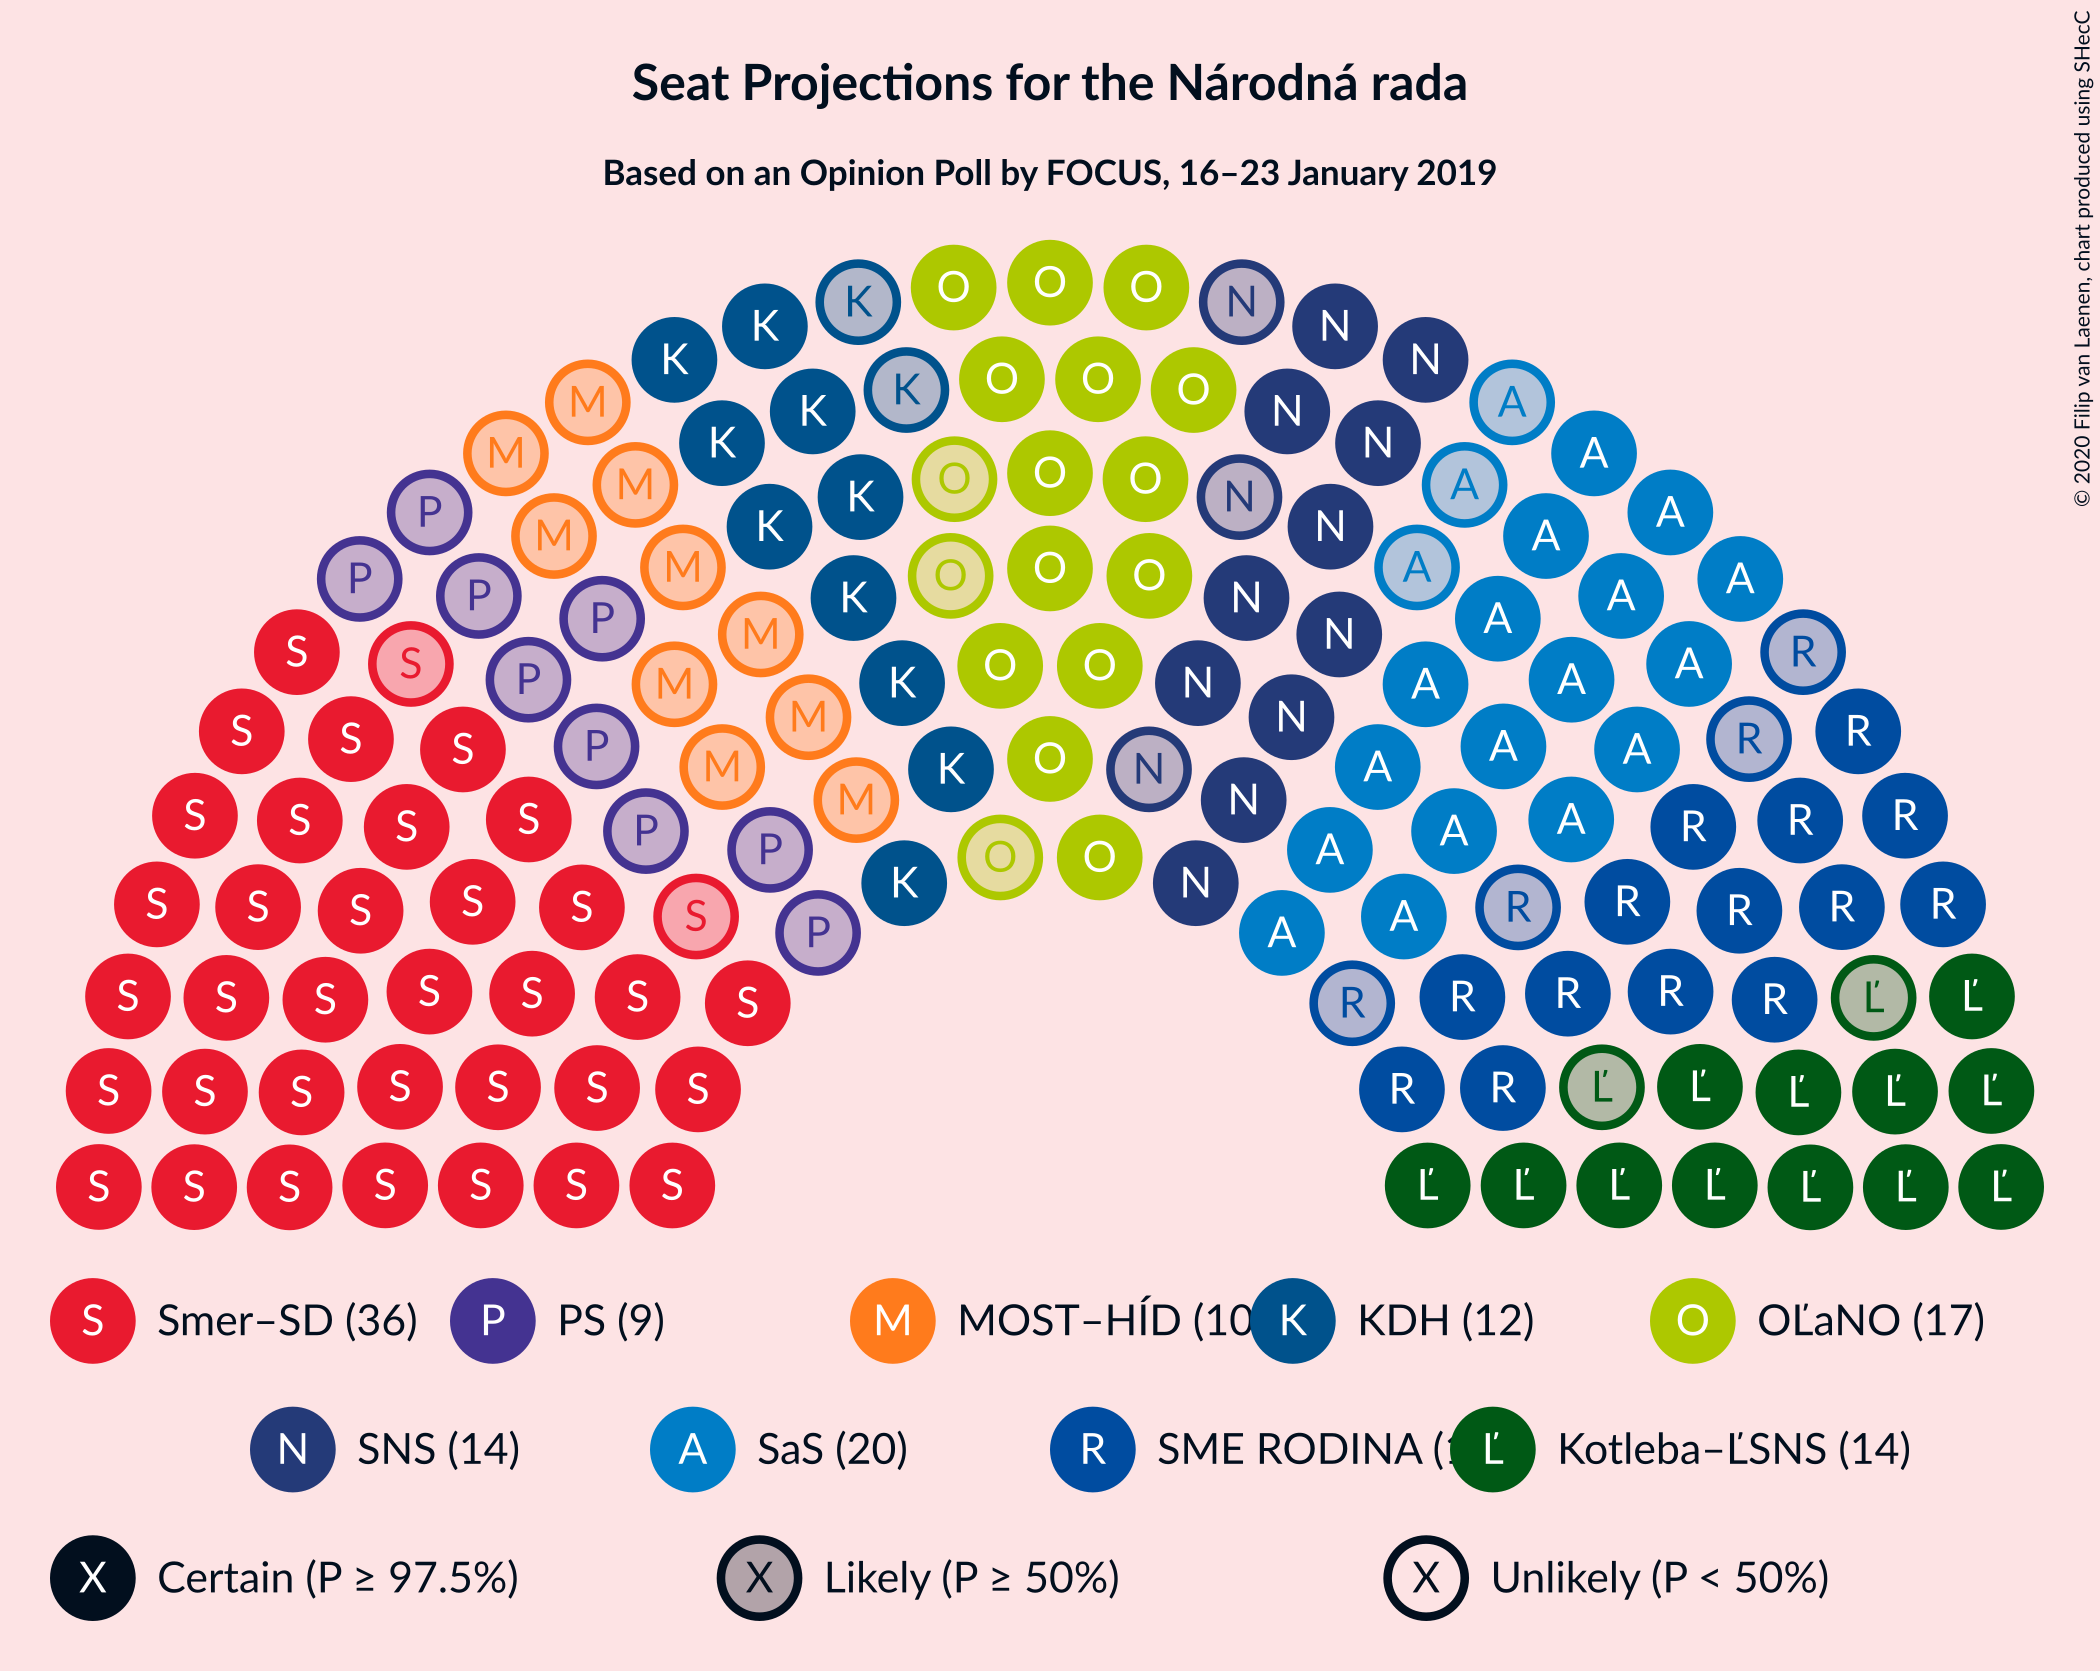 Seat Projections for the Národná rada
Based on an Opinion Poll by FOCUS, 16–23 January 2019
© 2020 Filip van Laenen, chart produced using SHecC
K O O O N
K K N N
M K K O O O N N A
M K K O O O N N A A
P M M K K O N N A A A
P P M K O O N A A A
S S P P M K O O N A A A R
S S P M K O O N N A A R R
S S S P M K O N A A A R R
S S S S P M K O N A A A R R R
S S S S S P P M K O O N N A A A R R R R
S S S S S S P A R R R R R
S S S S S S S R R R R R Ľ Ľ
S S S S S S S R R Ľ Ľ Ľ Ľ Ľ
S S S S S S S Ľ Ľ Ľ Ľ Ľ Ľ Ľ
S Smer–SD (36) P PS (9) M MOST–HÍD (10 K KDH (12) O OĽaNO (17)
N SNS (14) A SaS (20) R SME RODINA ( Ľ Kotleba–ĽSNS (14)
X Certain (P ≥ 97.5%) X Likely (P ≥ 50%) X Unlikely (P < 50%)